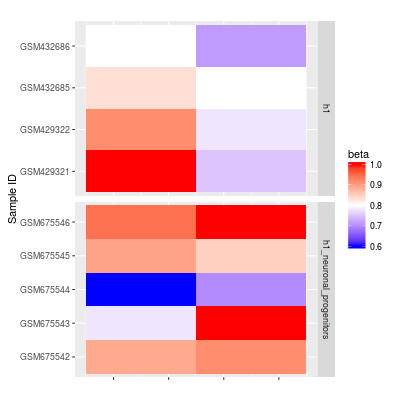 GSM432686
GSM432685
GSM429322
GSM429321
h1
GSM675546
GSM675545
GSM675544
GSM675543
GSM675542
h1_neuronal_progenitors
Sample ID
beta
1.0
0.9
0.8
0.7
0.6